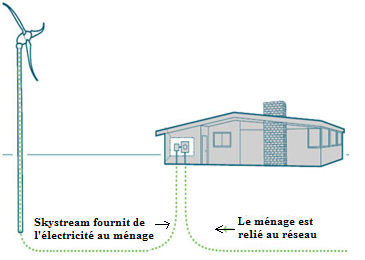 Skystream fournit de
l'électricité au ménage
Le ménage est
relié au réseau